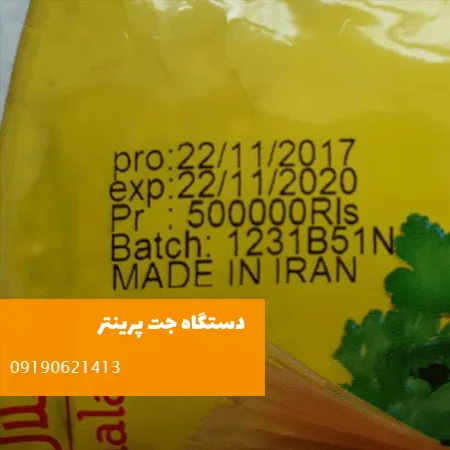 pro:22/11/2017
exp:22/11/2020
Pr : 500000Rls
Batch: 1231B51N
MADE IN IRAN
دستگاه جت پرینتر
09190621413